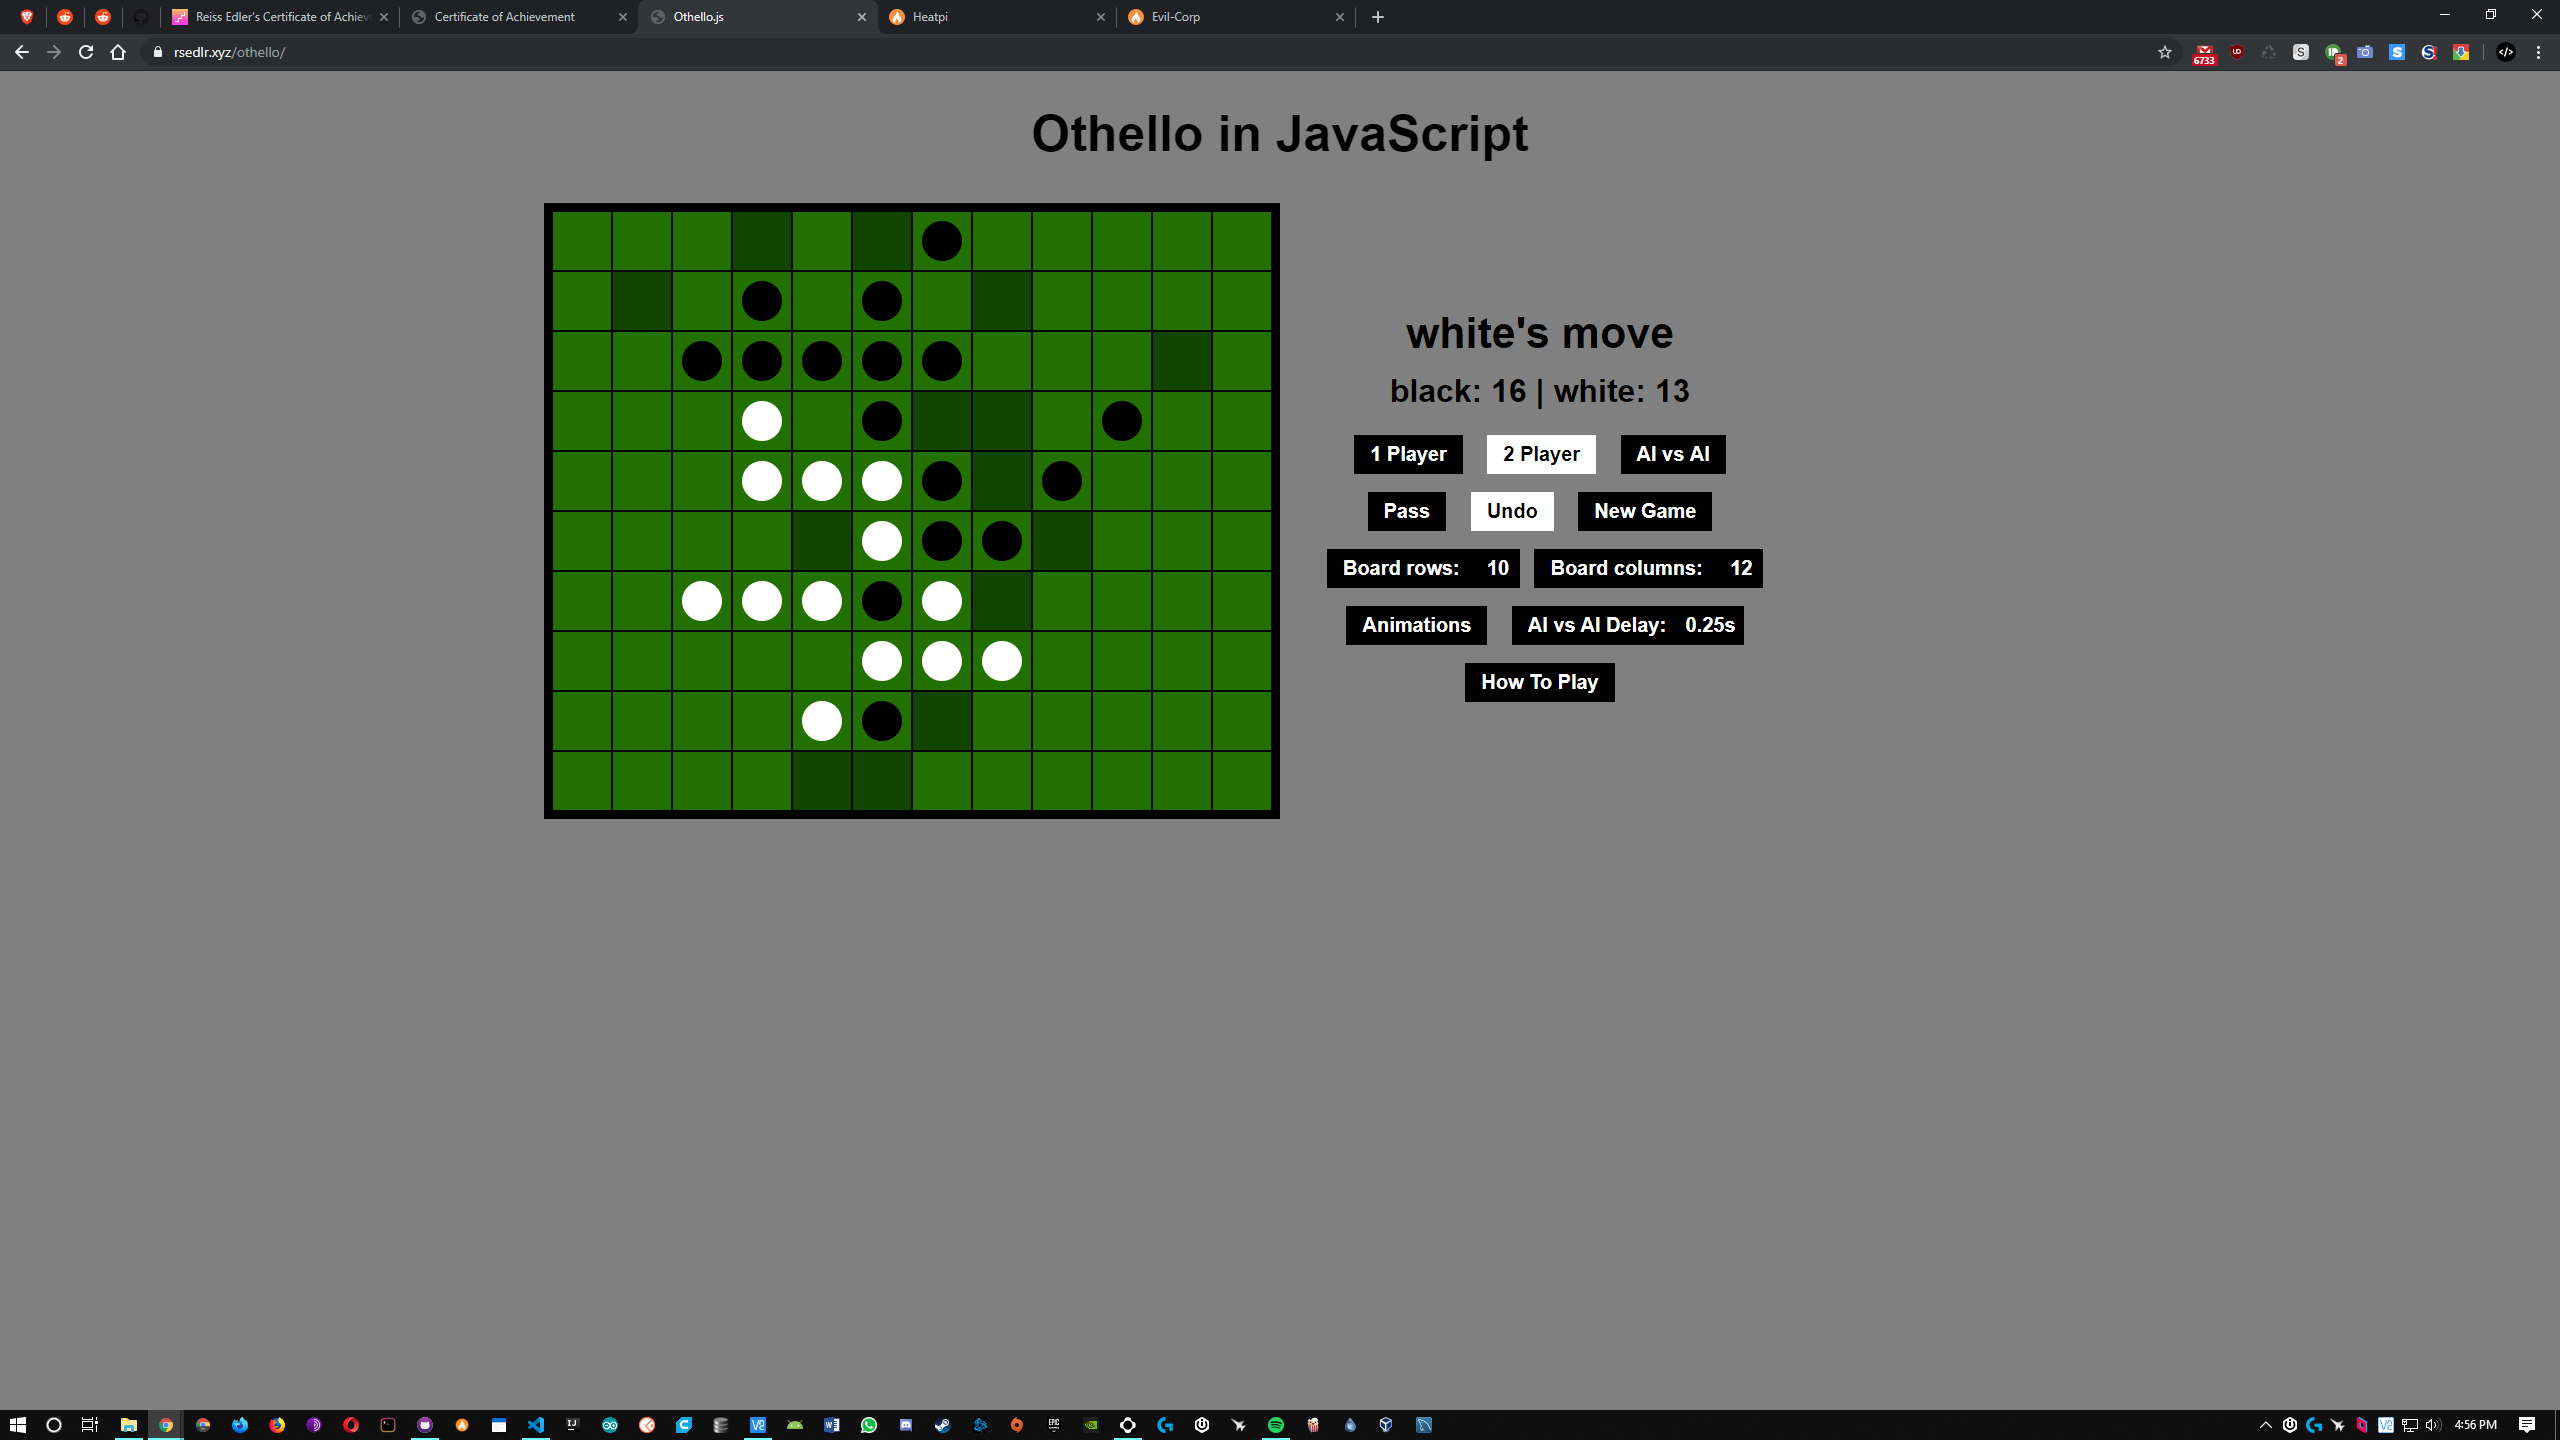 Reiss Edler's Certificate of Achiev
Certificate of Achievement
Othello.js
Heatpi
Evil-Corp
rsedlr.xyz/othello/
6733
2
Othello in JavaScript
white's move
black: 16 | white: 13
1 Player 2 Player AI vs AI
Pass Undo New Game
Board rows: 10 Board columns: 12
Animations AI vs AI Delay: 0.25s
How To Play
4:56 PM